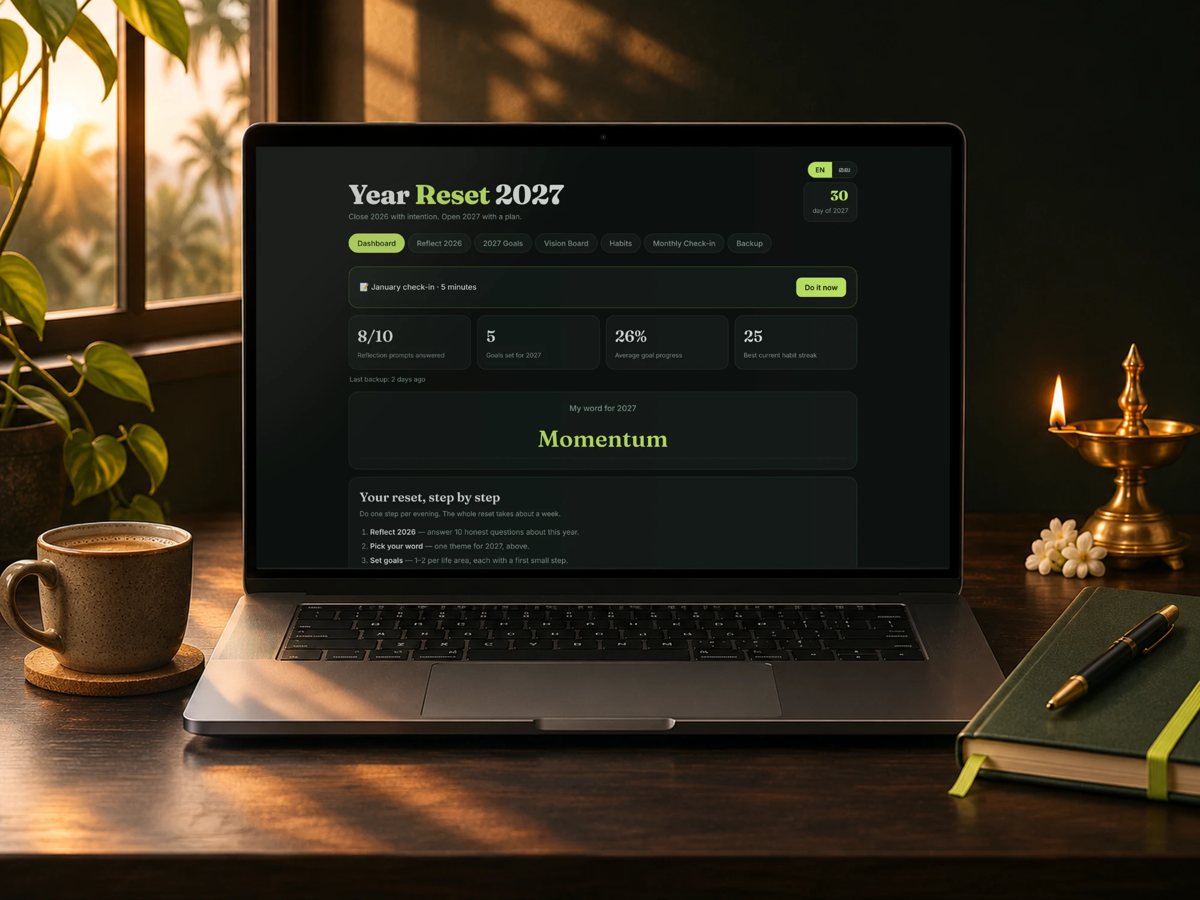 EN മല
Year Reset 2027
Close 2026 with intention. Open 2027 with a plan.
30
day of 2027
Dashboard Reflect 2026 2027 Goals Vision Board Habits Monthly Check-in Backup
📝 January check-in · 5 minutes
Do it now
8/10
Reflection prompts answered
5
Goals set for 2027
26%
Average goal progress
25
Best current habit streak
Last backup: 2 days ago
My word for 2027
Momentum
Your reset, step by step
Do one step per evening. The whole reset takes about a week.
1. Reflect 2026 — answer 10 honest questions about this year.
2. Pick your word — one theme for 2027, above.
3. Set goals — 1–2 per life area, each with a first small step.